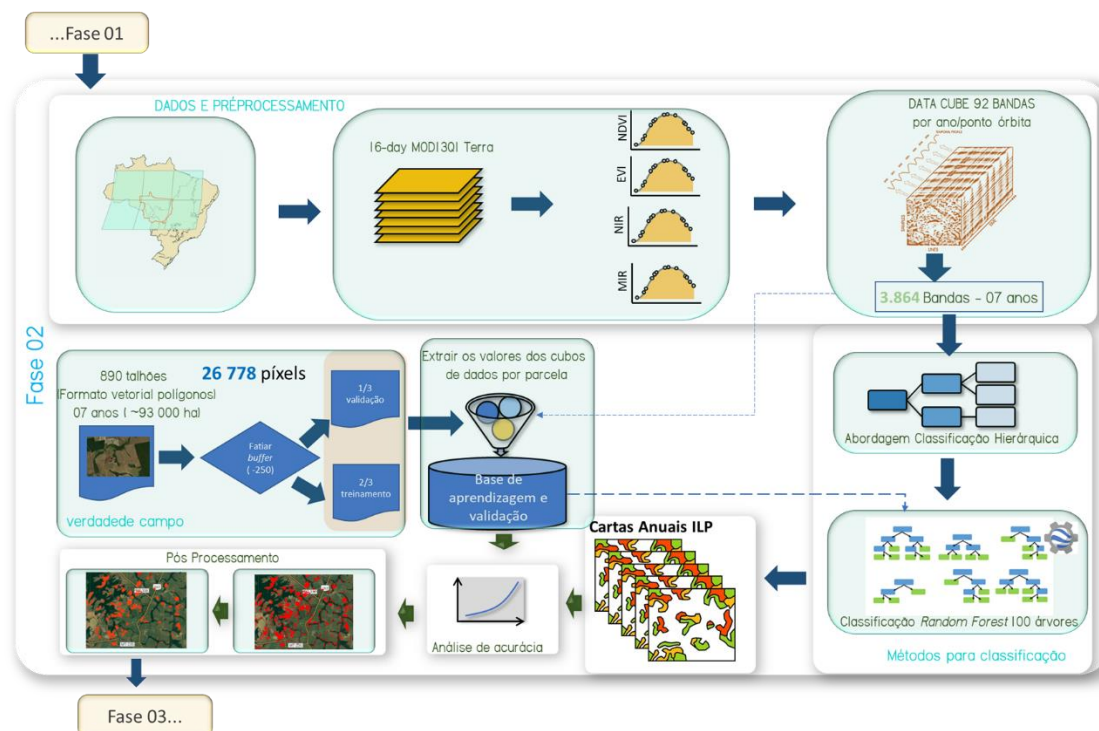 ...Fase 01
Fase 02
DADOS E PRÉPROCESSAMENTO
16-day MOD13Q1 Terra
NDVI
EVI
NIR
MIR
DATA CUBE 92 BANDAS
por ano/ponto órbita
3.864 Bandas – 07 anos
890 talhões
(Formato vetorial polígonos)
07 anos ( ~93 000 ha)
26 778 píxels
Fatiar
buffer
( -250)
1/3
validação
2/3
treinamento
verdadede campo
Extrair os valores dos cubos
de dados por parcela
Base de
aprendizagem e
validação
Abordagem Classificação Hierárquica
Classificação Random Forest 100 árvores
Métodos para classificação
Cartas Anuais ILP
Análise de acurácia
Pós Processamento
Fase 03...